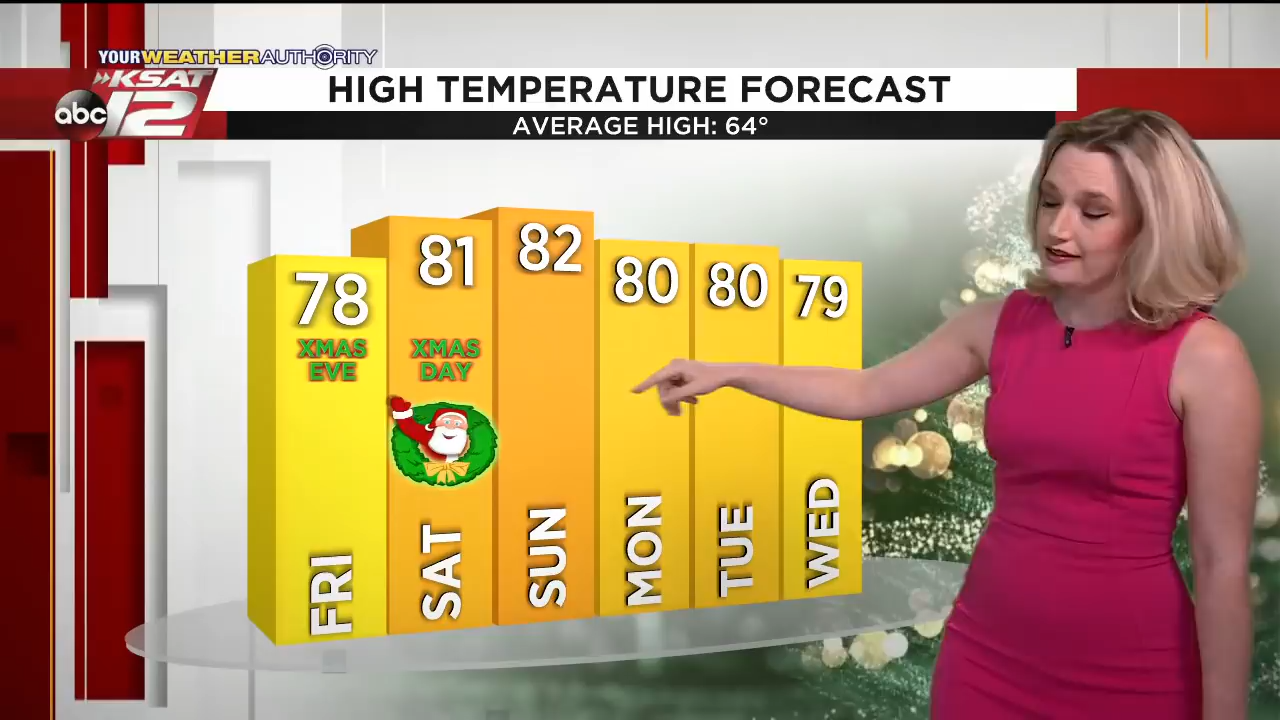 YOUR WEATHER AUTHORITY
KSAT
abc 12
HIGH TEMPERATURE FORECAST
AVERAGE HIGH: 64°
78
81
82
80
80
79
XMAS
EVE
XMAS
DAY
FRI
SAT
SUN
MON
TUE
WED